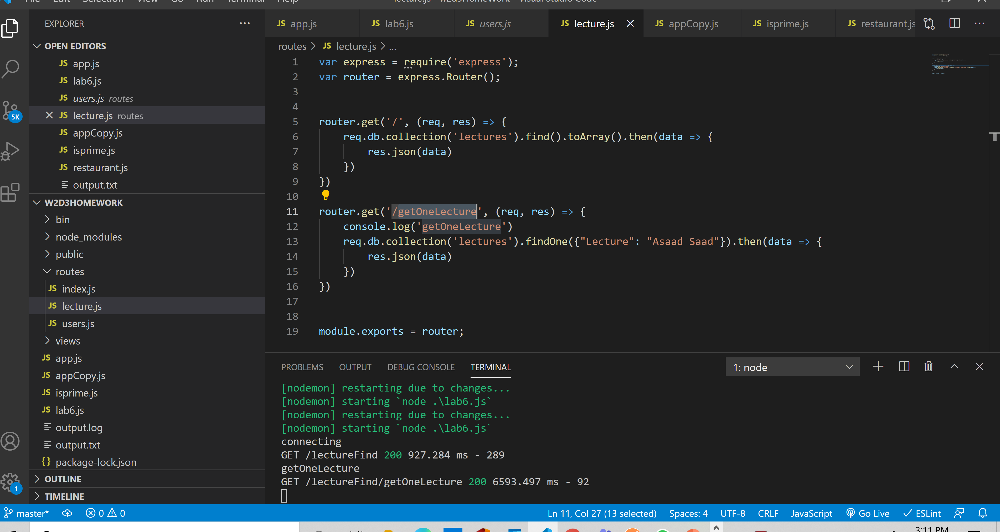 File Edit Selection View Go Run Terminal Help lecture.js - w2d3HomeWork - Visual Studio Code
EXPLORER
OPEN EDITORS
JS app.js
JS lab6.js
JS users.js routes
JS lecture.js routes
JS appCopy.js
JS isprime.js
JS restaurant.js
output.txt
W2D3HOMEWORK
bin
node_modules
public
routes
JS index.js
JS lecture.js
JS users.js
views
JS app.js
JS appCopy.js
JS isprime.js
JS lab6.js
output.log
output.txt
{} package-lock.json
OUTLINE
TIMELINE
5K
1
JS app.js JS lab6.js JS users.js JS lecture.js JS appCopy.js JS isprime.js JS restaurant.js
routes > JS lecture.js > ...
1 var express = require('express');
2 var router = express.Router();
3
4
5 router.get('/', (req, res) => {
6 req.db.collection('lectures').find().toArray().then(data => {
7 res.json(data)
8 })
9 })
10
11 router.get('/getOneLecture', (req, res) => {
12 console.log('getOneLecture')
13 req.db.collection('lectures').findOne({"Lecture": "Asaad Saad"}).then(data => {
14 res.json(data)
15 })
16 })
17
18
19 module.exports = router;
PROBLEMS OUTPUT DEBUG CONSOLE TERMINAL 1: node
[nodemon] restarting due to changes...
[nodemon] starting `node .\lab6.js`
[nodemon] restarting due to changes...
[nodemon] starting `node .\lab6.js`
connecting
GET /lectureFind 200 927.284 ms - 289
getOneLecture
GET /lectureFind/getOneLecture 200 6593.497 ms - 92
master* 0 0 Ln 11, Col 27 (13 selected) Spaces: 4 UTF-8 CRLF JavaScript Go Live ESLint
3:11 PM